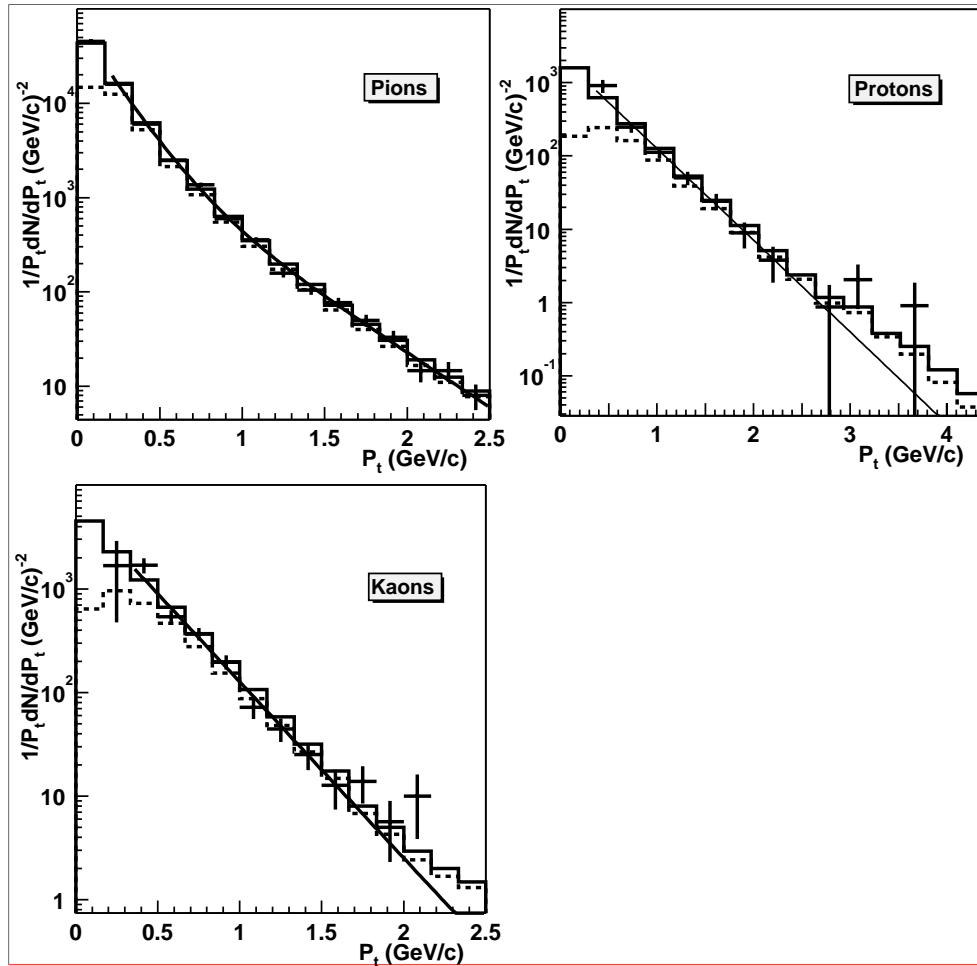 Pions
1/P_t dN/dP_t (GeV/c)^-2
10^4
10^3
10^2
10
0 0.5 1 1.5 2 2.5
P_t (GeV/c)
Protons
1/P_t dN/dP_t (GeV/c)^-2
10^3
10^2
10
1
10^-1
0 1 2 3 4
P_t (GeV/c)
Kaons
1/P_t dN/dP_t (GeV/c)^-2
10^3
10^2
10
1
0 0.5 1 1.5 2 2.5
P_t (GeV/c)